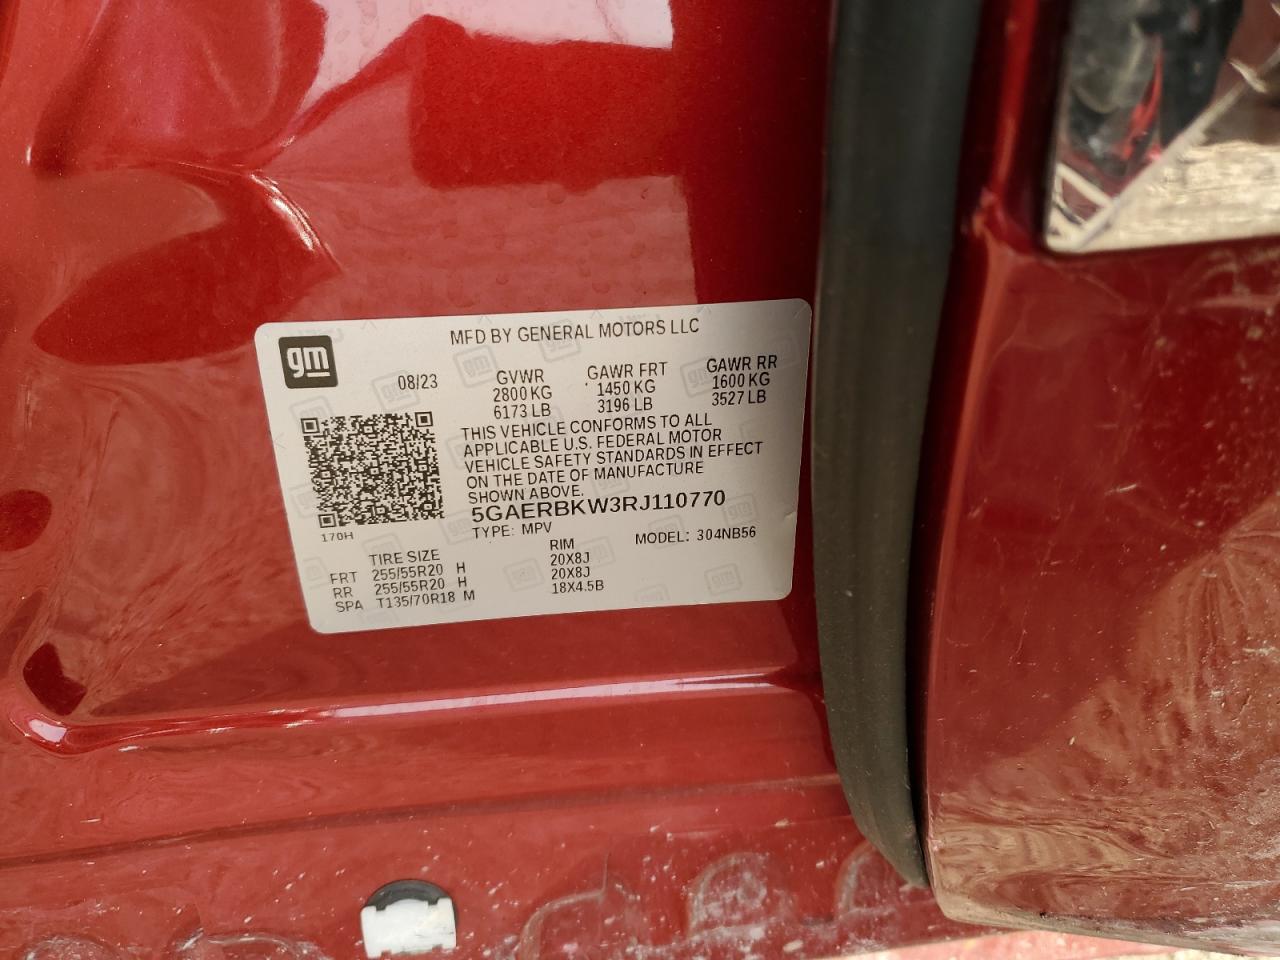 MFD BY GENERAL MOTORS LLC
gm
08/23
GVWR GAWR FRT GAWR RR
2800 KG 1450 KG 1600 KG
6173 LB 3196 LB 3527 LB
THIS VEHICLE CONFORMS TO ALL
APPLICABLE U.S. FEDERAL MOTOR
VEHICLE SAFETY STANDARDS IN EFFECT
ON THE DATE OF MANUFACTURE
SHOWN ABOVE.
5GAERBKW3RJ110770
170H
TYPE: MPV MODEL: 304NB56
TIRE SIZE RIM
FRT 255/55R20 H 20X8J
RR 255/55R20 H 20X8J
SPA T135/70R18 M 18X4.5B